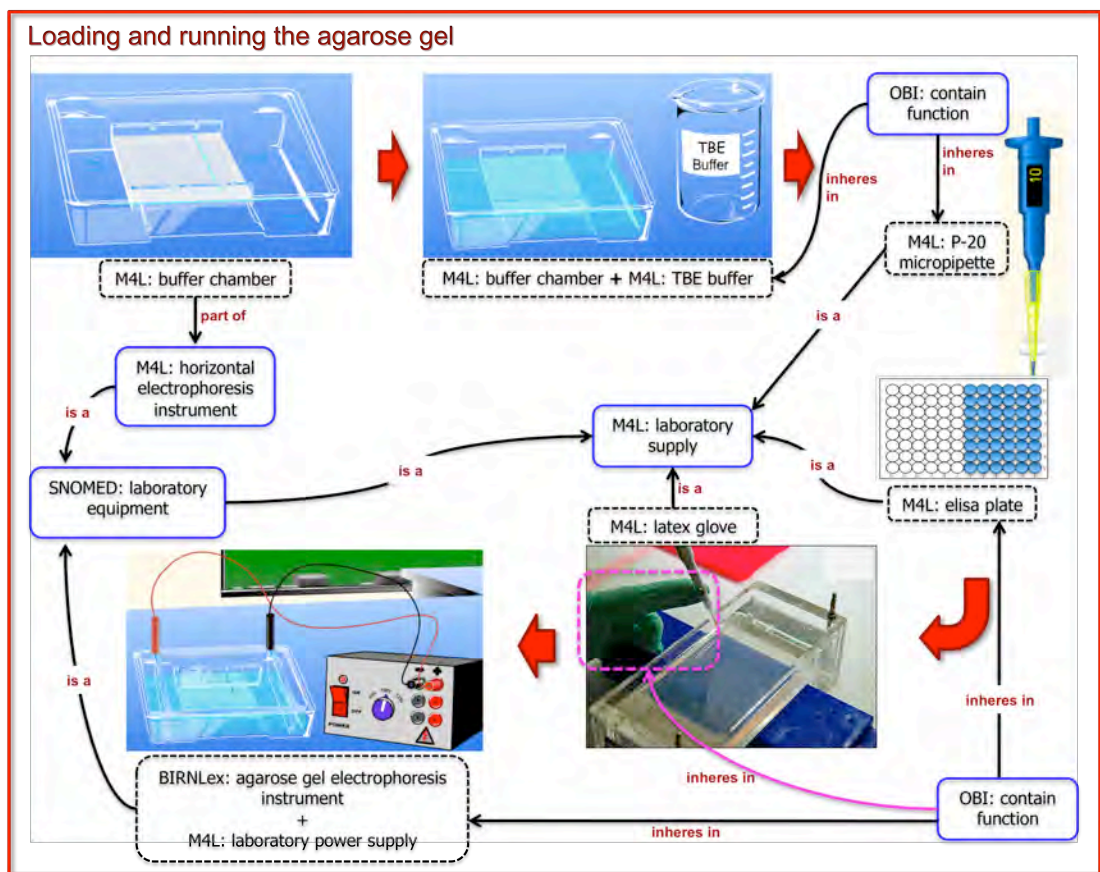 Loading and running the agarose gel
TBE
Buffer
OBI: contain
function
10
inheres
in
inheres
in
M4L: P-20
micropipette
M4L: buffer chamber
M4L: buffer chamber + M4L: TBE buffer
part of
is a
M4L: horizontal
electrophoresis
instrument
is a
M4L: laboratory
supply
SNOMED: laboratory
equipment
is a
is a
is a
M4L: elisa plate
M4L: latex glove
is a
inheres in
POWER
ON
OFF
inheres in
BIRNLex: agarose gel electrophoresis
instrument
+
M4L: laboratory power supply
inheres in
OBI: contain
function